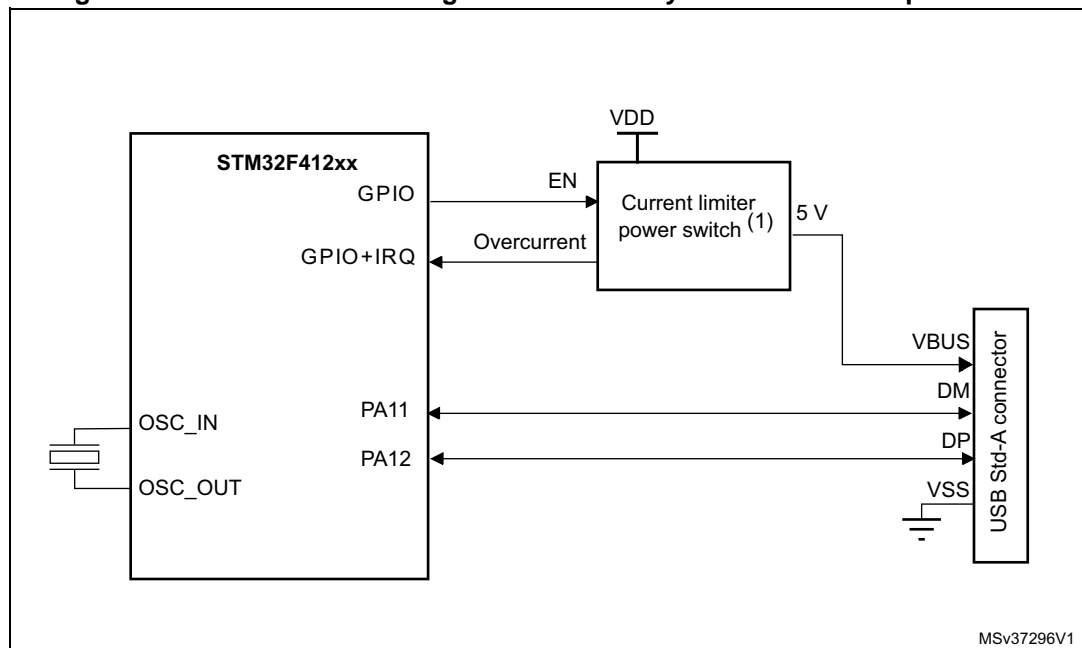 VDD
STM32F412xx
GPIO
EN
Current limiter
power switch (1)
5 V
Overcurrent
GPIO+IRQ
VBUS
DM
PA11
OSC_IN
DP
PA12
OSC_OUT
VSS
USB Std-A connector
MSv37296V1